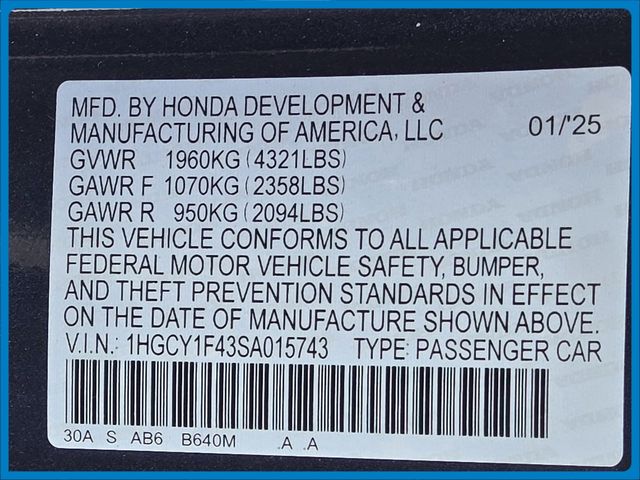 MFD. BY HONDA DEVELOPMENT &
MANUFACTURING OF AMERICA, LLC 01/'25
GVWR 1960KG (4321LBS)
GAWR F 1070KG (2358LBS)
GAWR R 950KG (2094LBS)
THIS VEHICLE CONFORMS TO ALL APPLICABLE
FEDERAL MOTOR VEHICLE SAFETY, BUMPER,
AND THEFT PREVENTION STANDARDS IN EFFECT
ON THE DATE OF MANUFACTURE SHOWN ABOVE.
V.I.N.: 1HGCY1F43SA015743 TYPE: PASSENGER CAR
30A S AB6 B640M .A .A